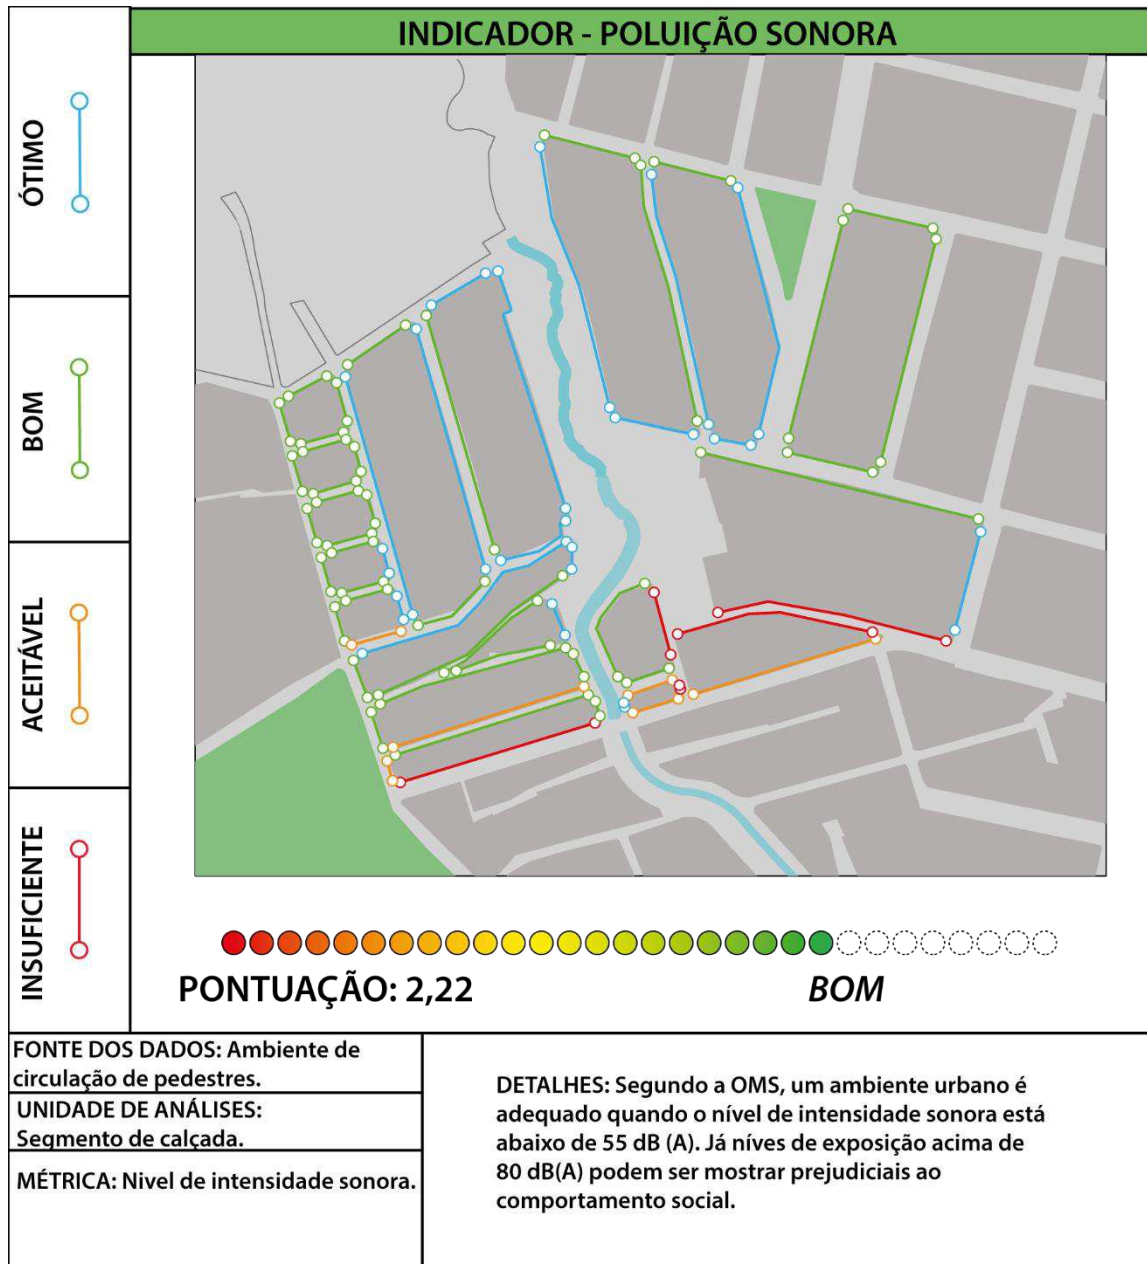 INDICADOR - POLUIÇÃO SONORA
ÓTIMO
BOM
ACEITÁVEL
INSUFICIENTE
PONTUAÇÃO: 2,22
BOM
FONTE DOS DADOS: Ambiente de
circulação de pedestres.
UNIDADE DE ANÁLISES:
Segmento de calçada.
MÉTRICA: Nivel de intensidade sonora.
DETALHES: Segundo a OMS, um ambiente urbano é
adequado quando o nível de intensidade sonora está
abaixo de 55 dB (A). Já níves de exposição acima de
80 dB(A) podem ser mostrar prejudiciais ao
comportamento social.